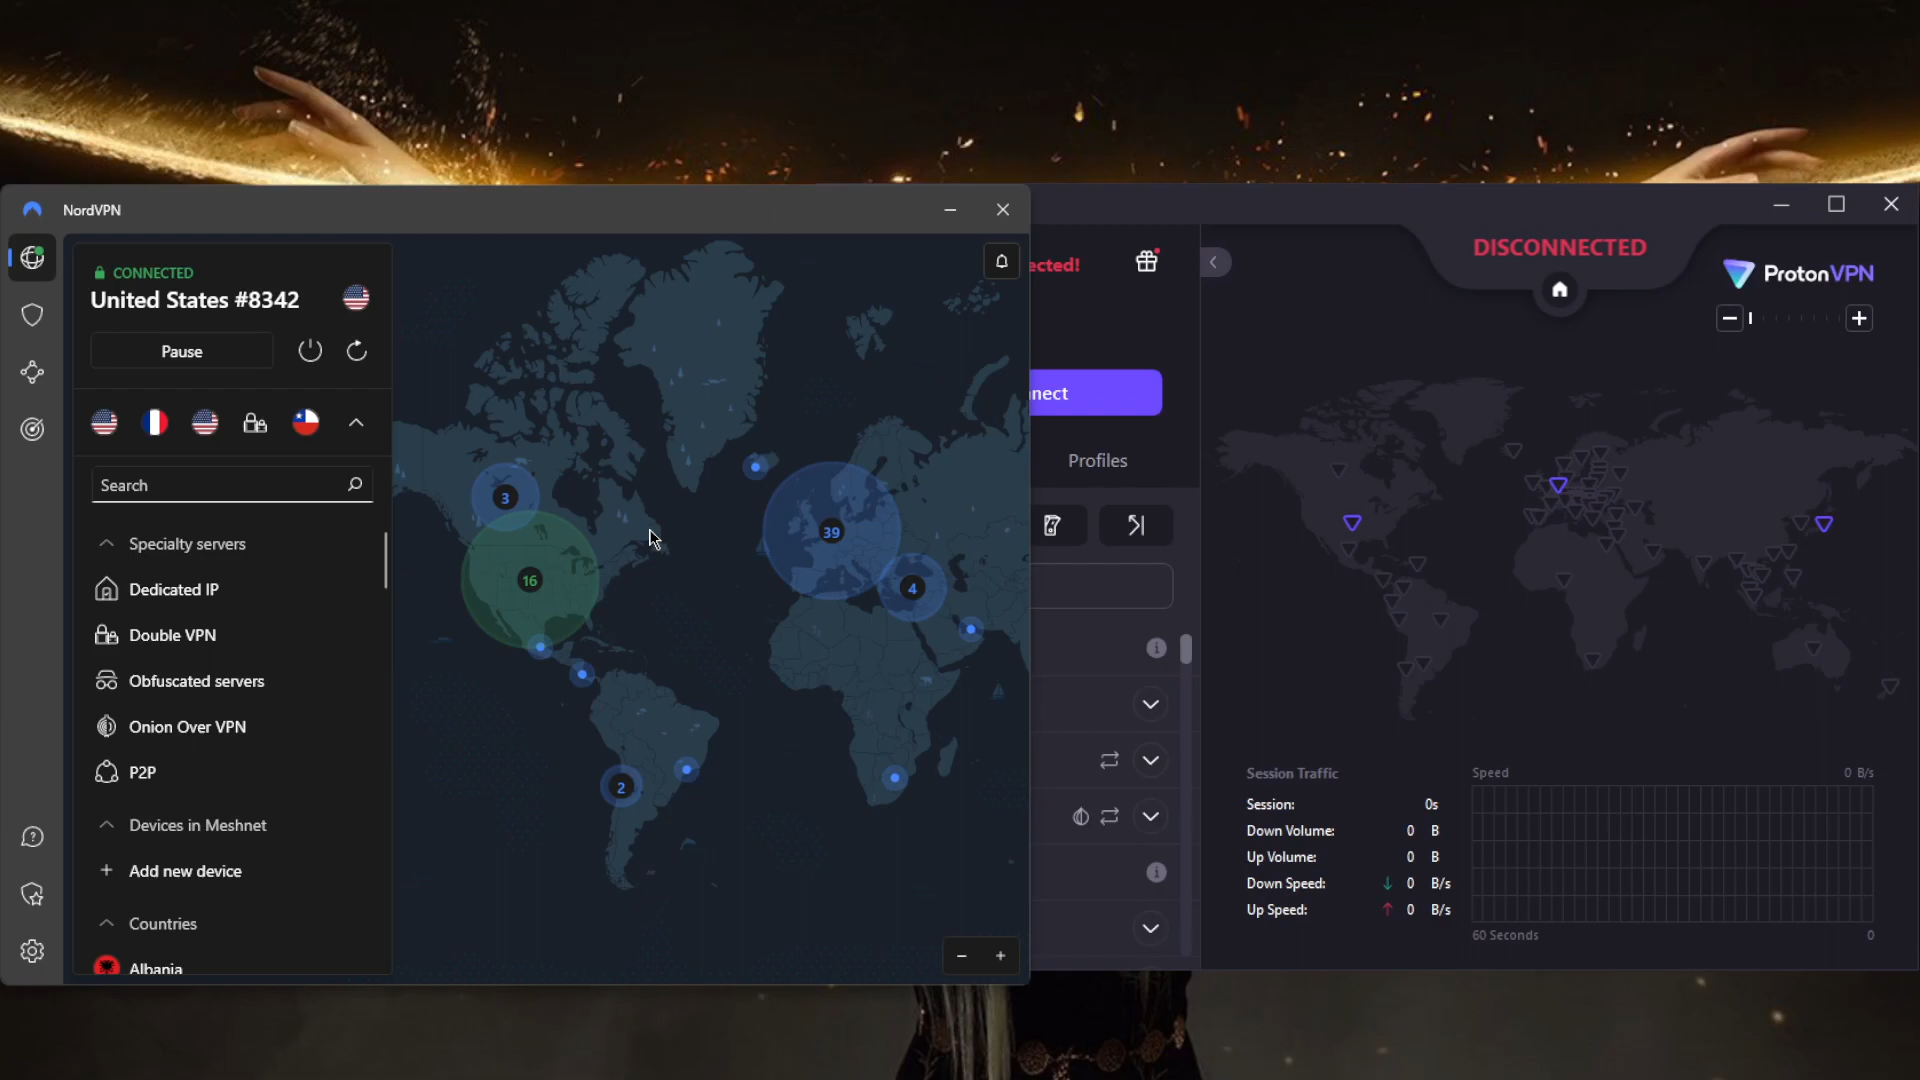 NordVPN
CONNECTED
United States #8342
Pause
Search
Specialty servers
Dedicated IP
Double VPN
Obfuscated servers
Onion Over VPN
P2P
Devices in Meshnet
Add new device
Countries
Albania
3
16
39
4
2
ected!
nnect
Profiles
DISCONNECTED
ProtonVPN
Session Traffic
Session: 0s
Down Volume: 0 B
Up Volume: 0 B
Down Speed: ↓ 0 B/s
Up Speed: ↑ 0 B/s
Speed 0 B/s
60 Seconds 0